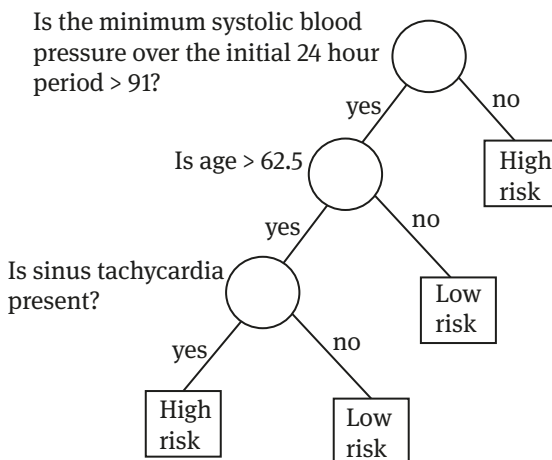 Is the minimum systolic blood
pressure over the initial 24 hour
period > 91?
yes
no
High
risk
Is age > 62.5
yes
no
Low
risk
Is sinus tachycardia
present?
yes
no
High
risk
Low
risk